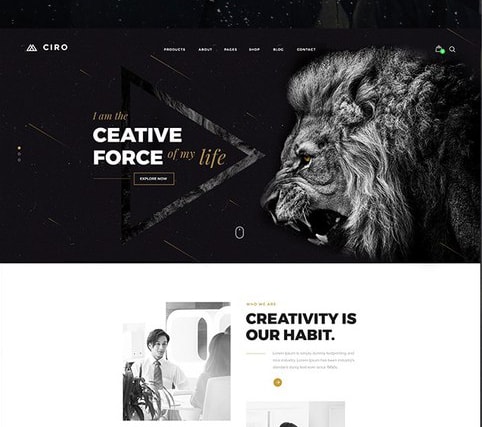 CIRO
PRODUCTS ABOUT PAGES SHOP BLOG CONTACT
I am the
CEATIVE
FORCE of my life
EXPLORE NOW
WHO WE ARE
CREATIVITY IS
OUR HABIT.